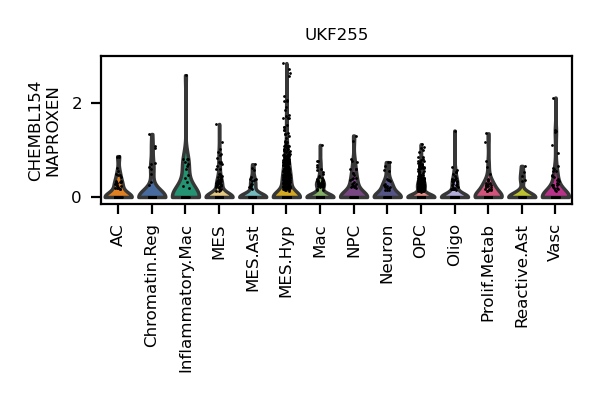 UKF255
CHEMBL154
NAPROXEN
2
0
AC
Chromatin.Reg
Inflammatory.Mac
MES
MES.Ast
MES.Hyp
Mac
NPC
Neuron
OPC
Oligo
Prolif.Metab
Reactive.Ast
Vasc